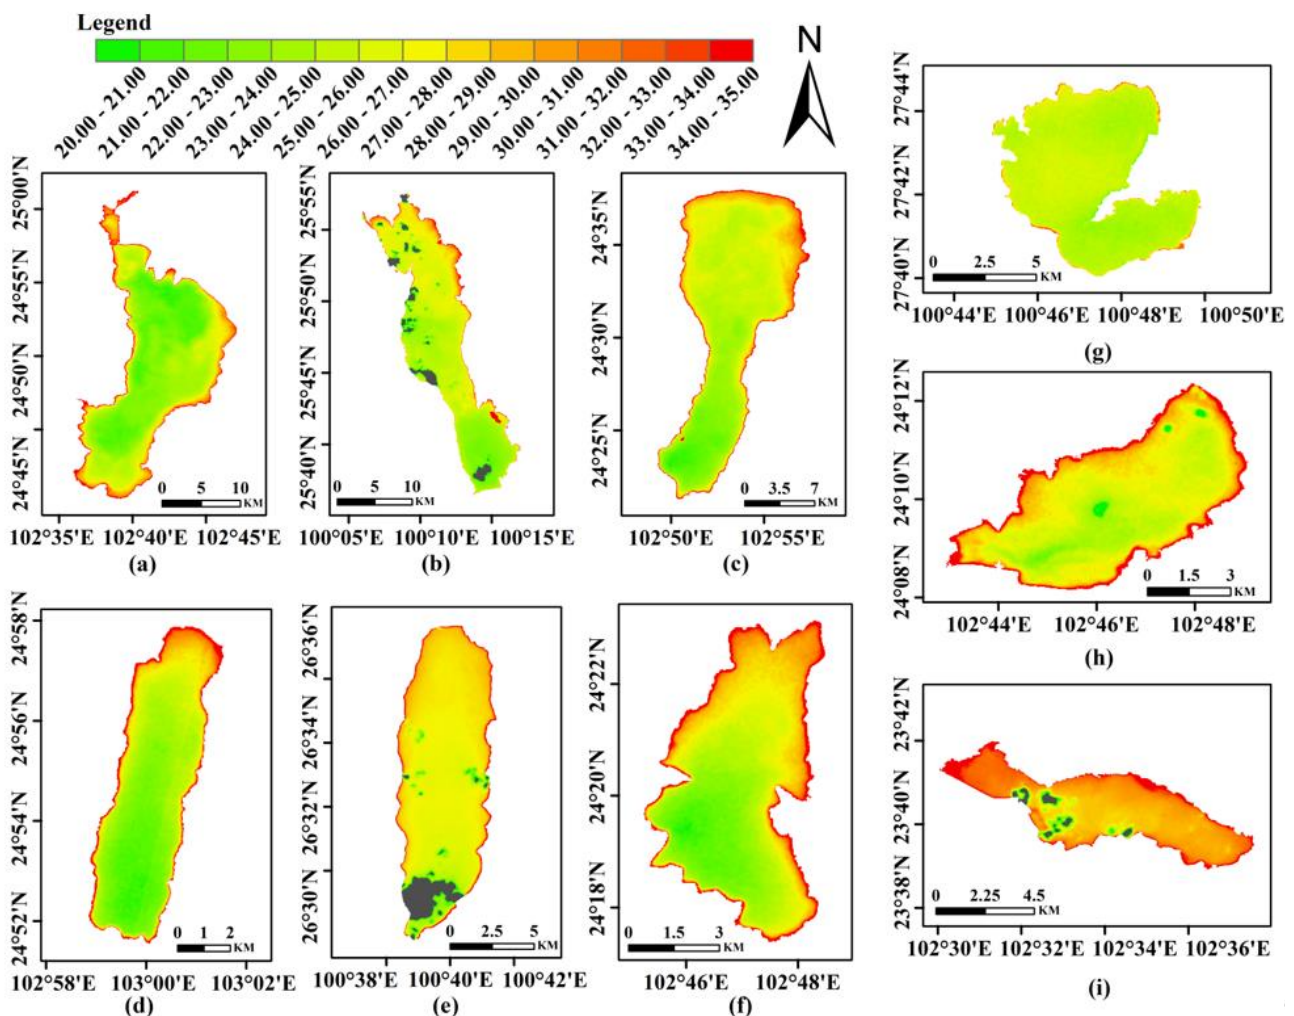 Legend
20.00 - 21.00
21.00 - 22.00
22.00 - 23.00
23.00 - 24.00
24.00 - 25.00
25.00 - 26.00
26.00 - 27.00
27.00 - 28.00
28.00 - 29.00
29.00 - 30.00
30.00 - 31.00
31.00 - 32.00
32.00 - 33.00
33.00 - 34.00
34.00 - 35.00
N
25°00'N
24°55'N
24°50'N
24°45'N
0 5 10
KM
102°35'E 102°40'E 102°45'E
(a)
25°55'N
25°50'N
25°45'N
25°40'N
0 5 10
KM
100°05'E 100°10'E 100°15'E
(b)
24°35'N
24°30'N
24°25'N
0 3.5 7
KM
102°50'E 102°55'E
(c)
24°58'N
24°56'N
24°54'N
24°52'N
0 1 2
KM
102°58'E 103°00'E 103°02'E
(d)
26°36'N
26°34'N
26°32'N
26°30'N
0 2.5 5
KM
100°38'E 100°40'E 100°42'E
(e)
24°22'N
24°20'N
24°18'N
0 1.5 3
KM
102°46'E 102°48'E
(f)
27°44'N
27°42'N
27°40'N
0 2.5 5
KM
100°44'E 100°46'E 100°48'E 100°50'E
(g)
24°12'N
24°10'N
24°08'N
0 1.5 3
KM
102°44'E 102°46'E 102°48'E
(h)
23°42'N
23°40'N
23°38'N
0 2.25 4.5
KM
102°30'E 102°32'E 102°34'E 102°36'E
(i)